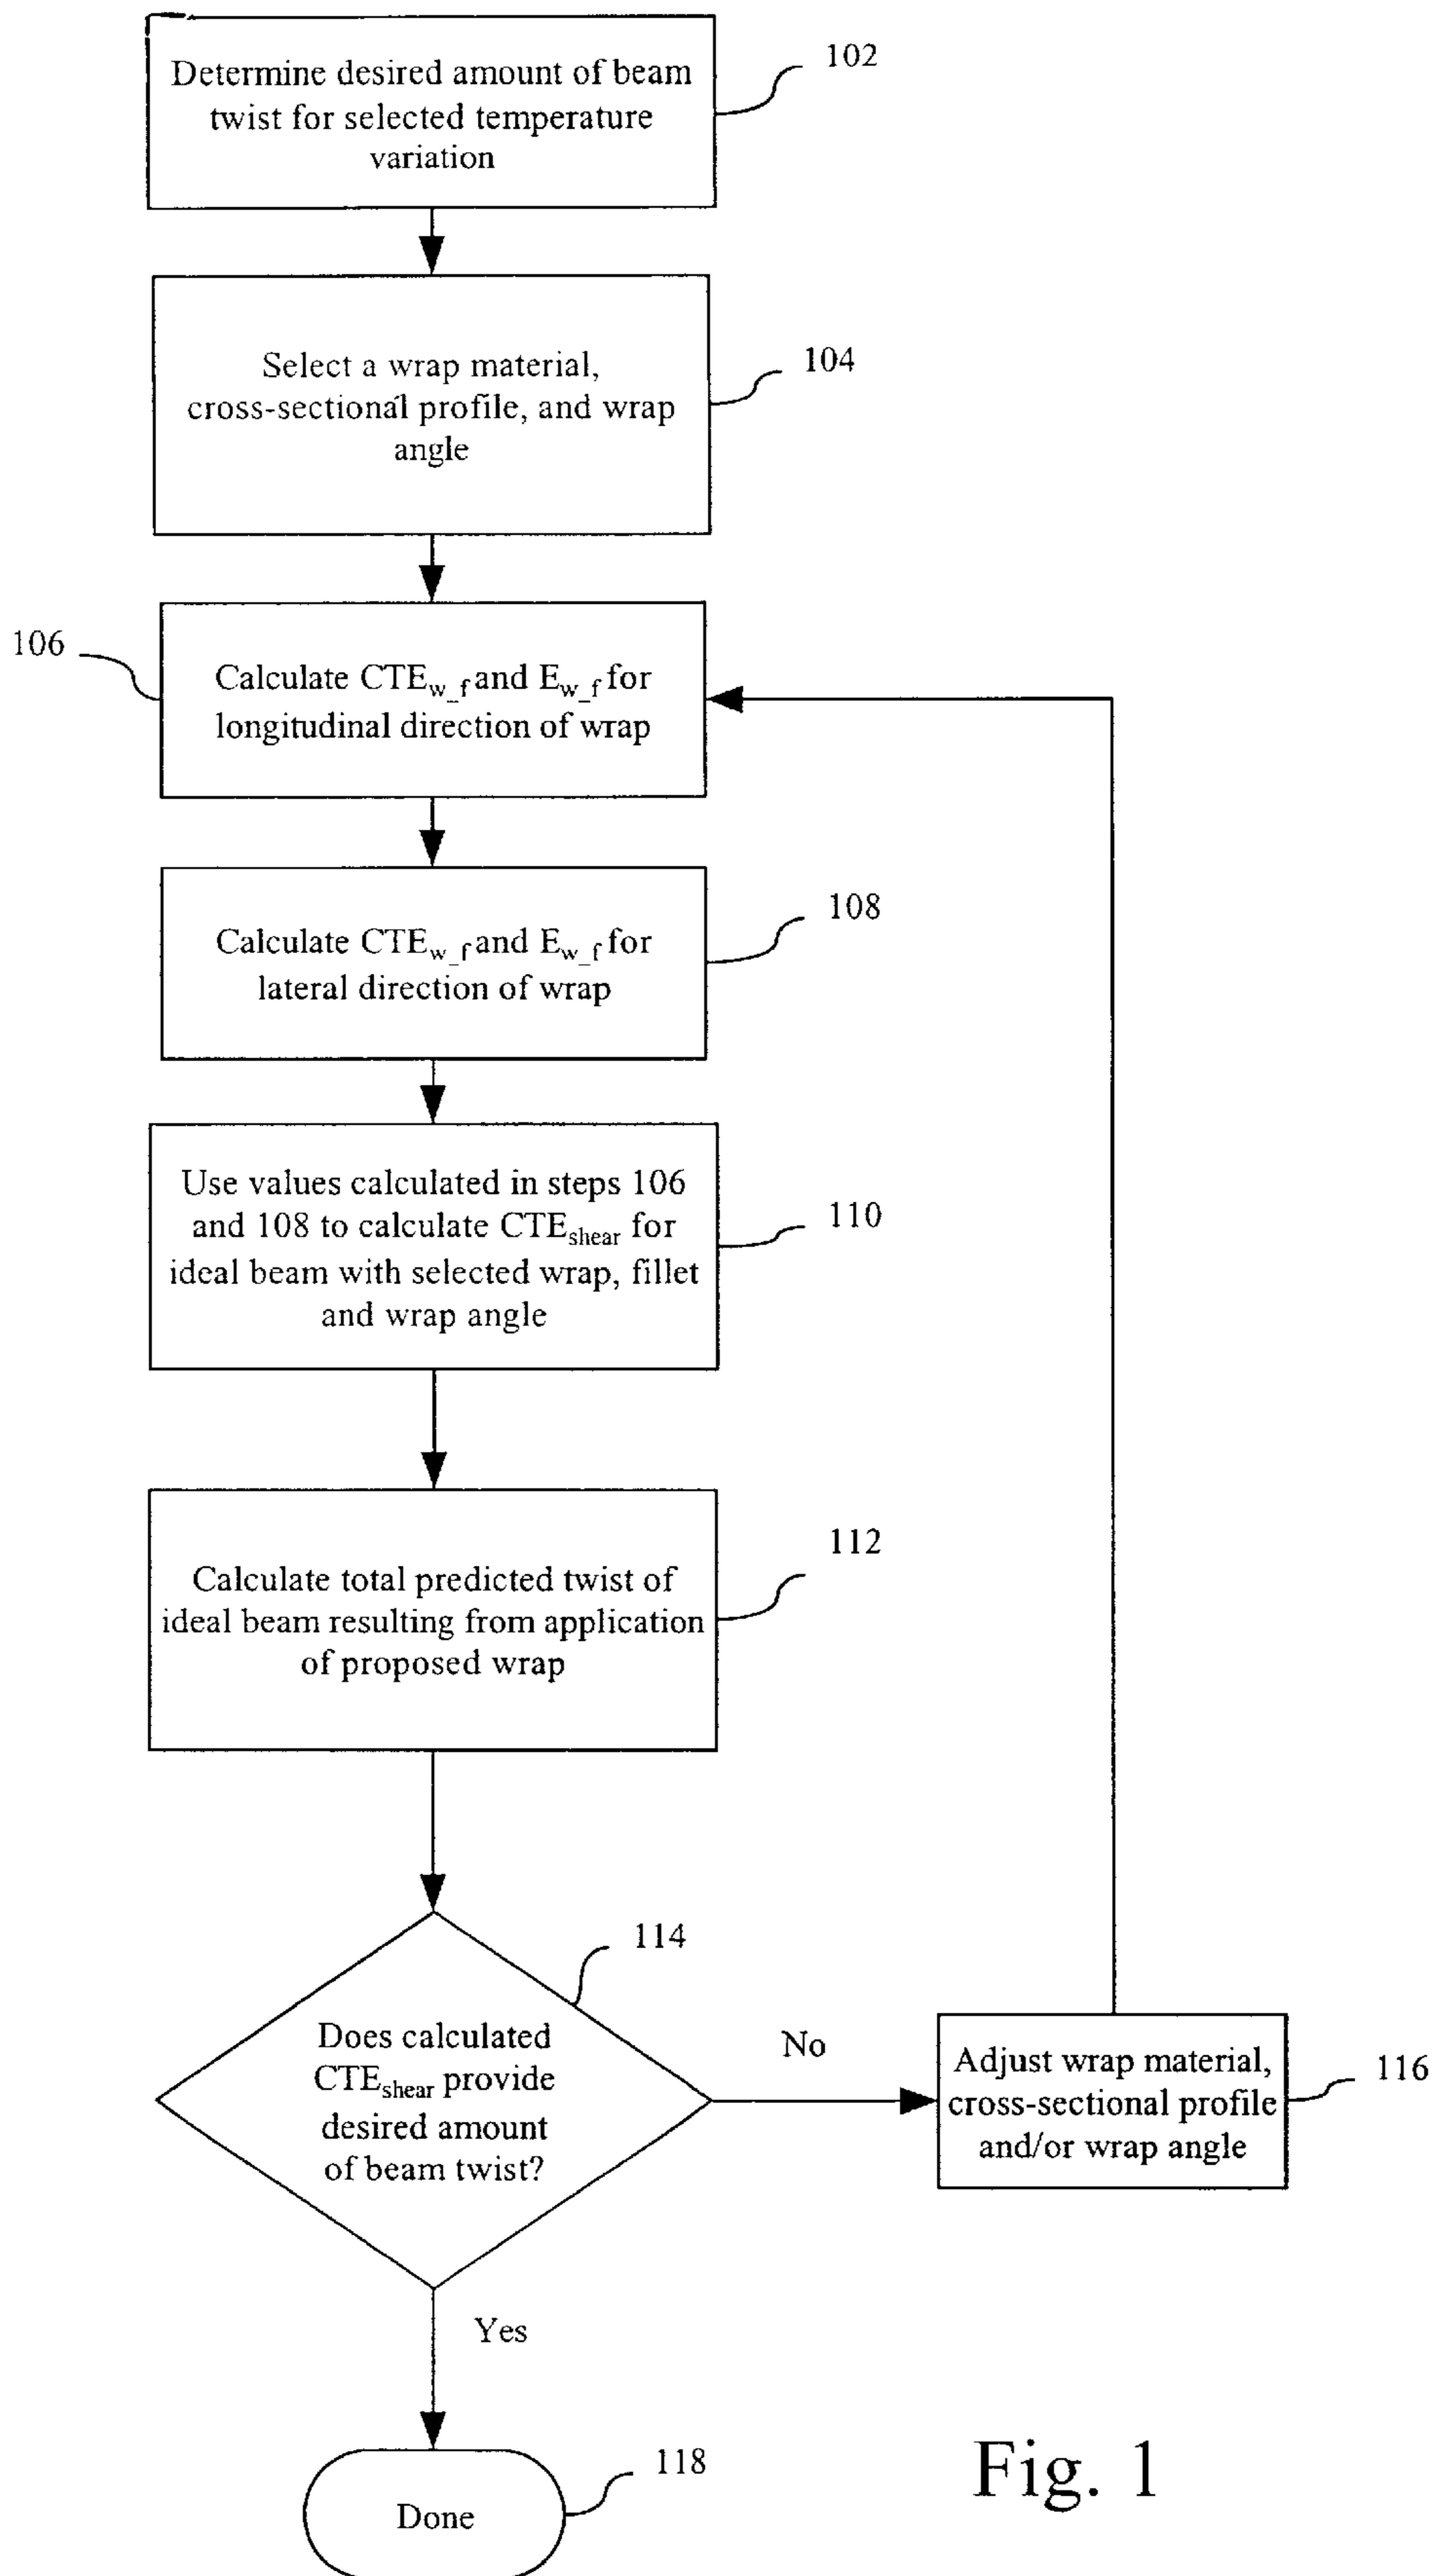 Determine desired amount of beam
twist for selected temperature
variation
102
Select a wrap material,
cross-sectional profile, and wrap
angle
104
106
Calculate CTEw_f and Ew_f for
longitudinal direction of wrap
Calculate CTEw_f and Ew_f for
lateral direction of wrap
108
Use values calculated in steps 106
and 108 to calculate CTEshear for
ideal beam with selected wrap, fillet
and wrap angle
110
Calculate total predicted twist of
ideal beam resulting from application
of proposed wrap
112
114
Does calculated
CTEshear provide
desired amount
of beam twist?
No
Adjust wrap material,
cross-sectional profile
and/or wrap angle
116
Yes
Done
118
Fig. 1